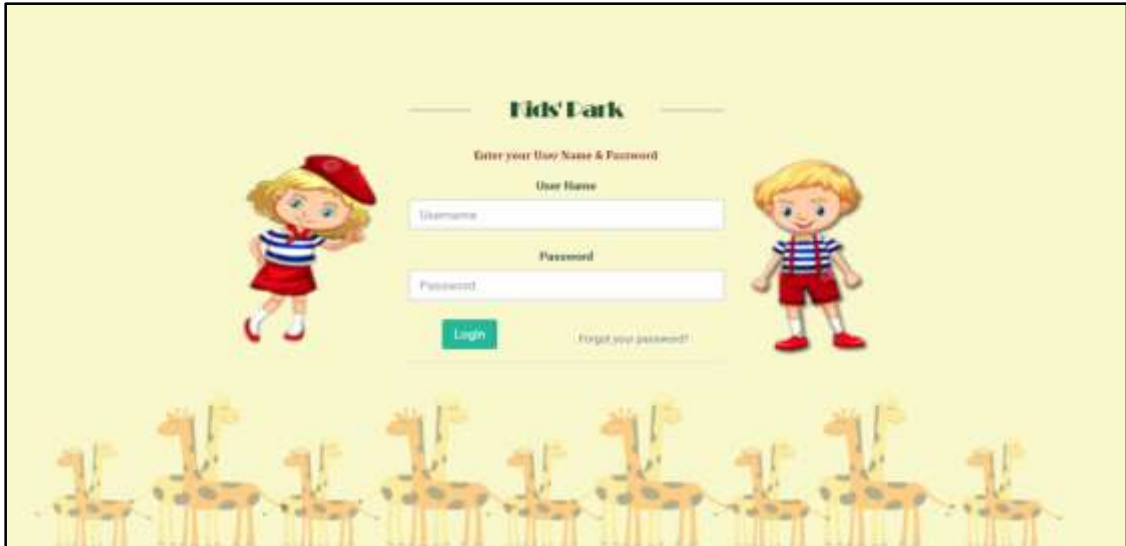 Kids' Park
Enter your User Name & Password
User Name
Username
Password
Password
Login
Forgot your password?